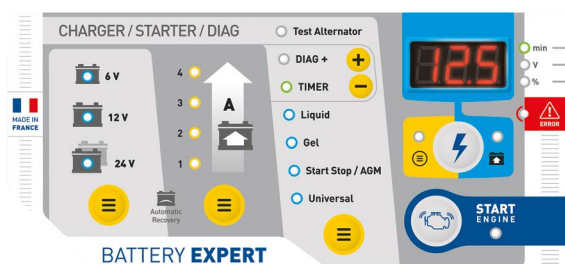 CHARGER / STARTER / DIAG
Test Alternator
DIAG +
TIMER
Liquid
Gel
Start Stop / AGM
Universal
6 V
12 V
24 V
4
3
2
1
A
Automatic
Recovery
MADE IN
FRANCE
12.5
min
V
%
ERROR
START
ENGINE
BATTERY EXPERT